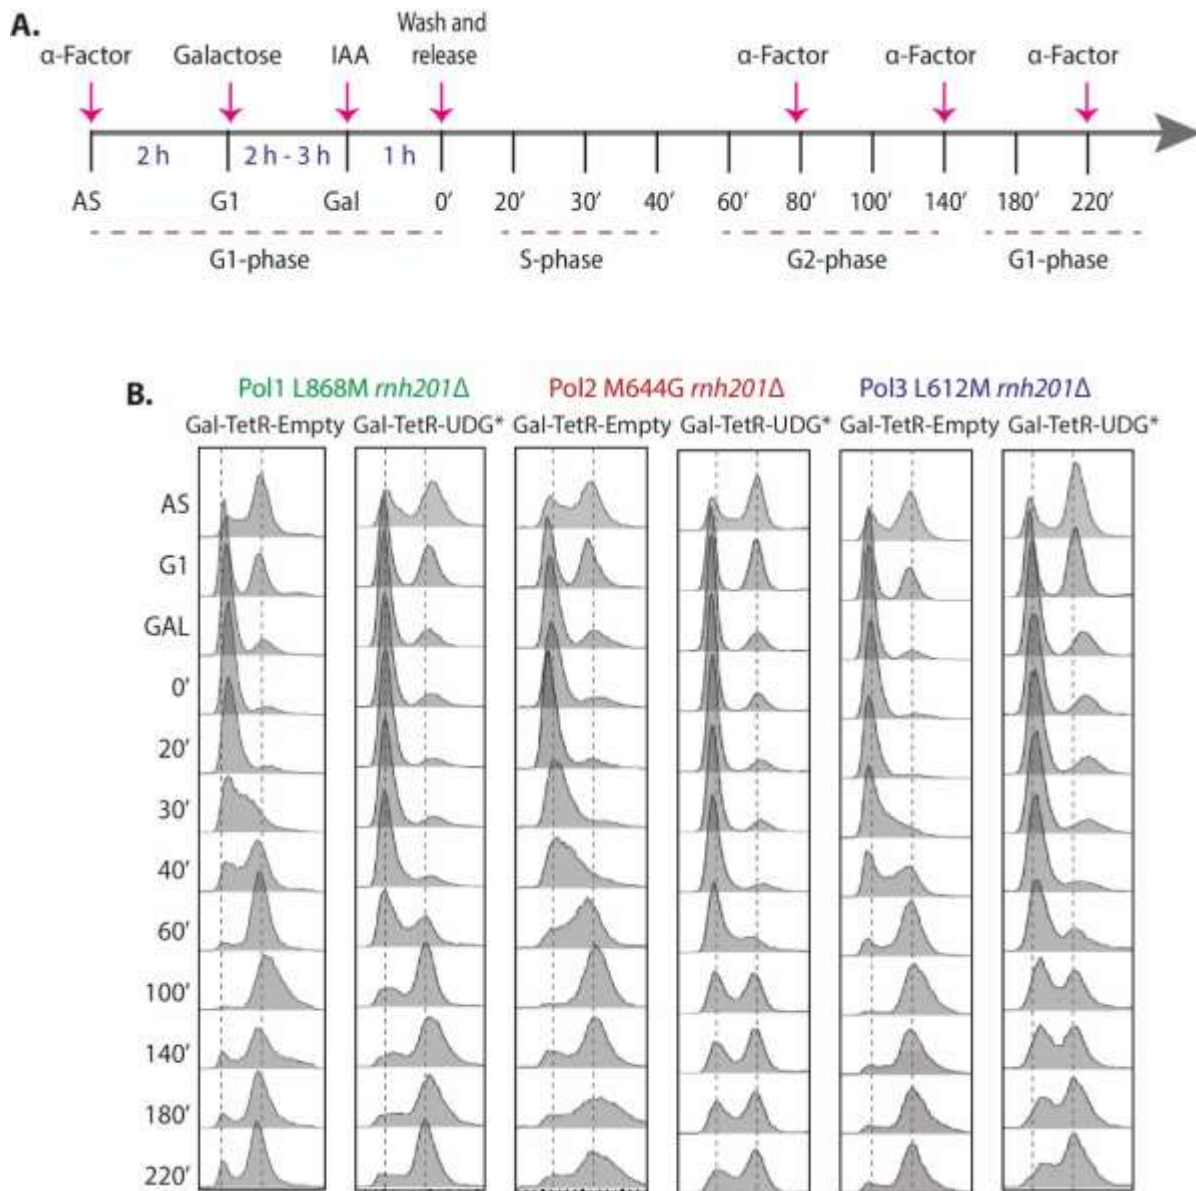 A.
α-Factor Galactose IAA Wash and release α-Factor α-Factor α-Factor
2 h 2 h - 3 h 1 h
AS G1 Gal 0′ 20′ 30′ 40′ 60′ 80′ 100′ 140′ 180′ 220′
G1-phase S-phase G2-phase G1-phase
B.
Pol1 L868M rnh201Δ Pol2 M644G rnh201Δ Pol3 L612M rnh201Δ
Gal-TetR-Empty Gal-TetR-UDG* Gal-TetR-Empty Gal-TetR-UDG* Gal-TetR-Empty Gal-TetR-UDG*
AS
G1
GAL
0′
20′
30′
40′
60′
100′
140′
180′
220′